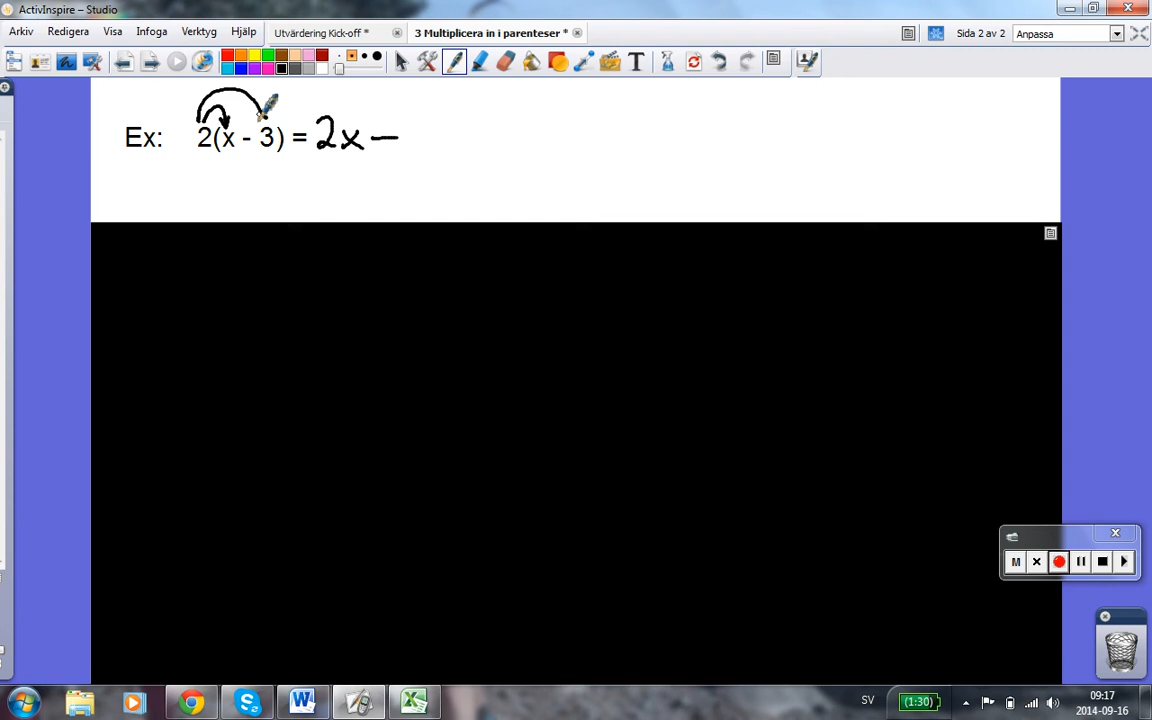 ActivInspire – Studio
Arkiv Redigera Visa Infoga Verktyg Hjälp
Utvärdering Kick-off *
3 Multiplicera in i parenteser *
Sida 2 av 2
Anpassa
Ex: 2(x - 3) = 2x –
M
W
SV
(1:30)
09:17
2014-09-16